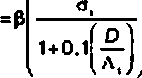 =β( σ₁ / (1+0.1(D/Λ₁)) ,